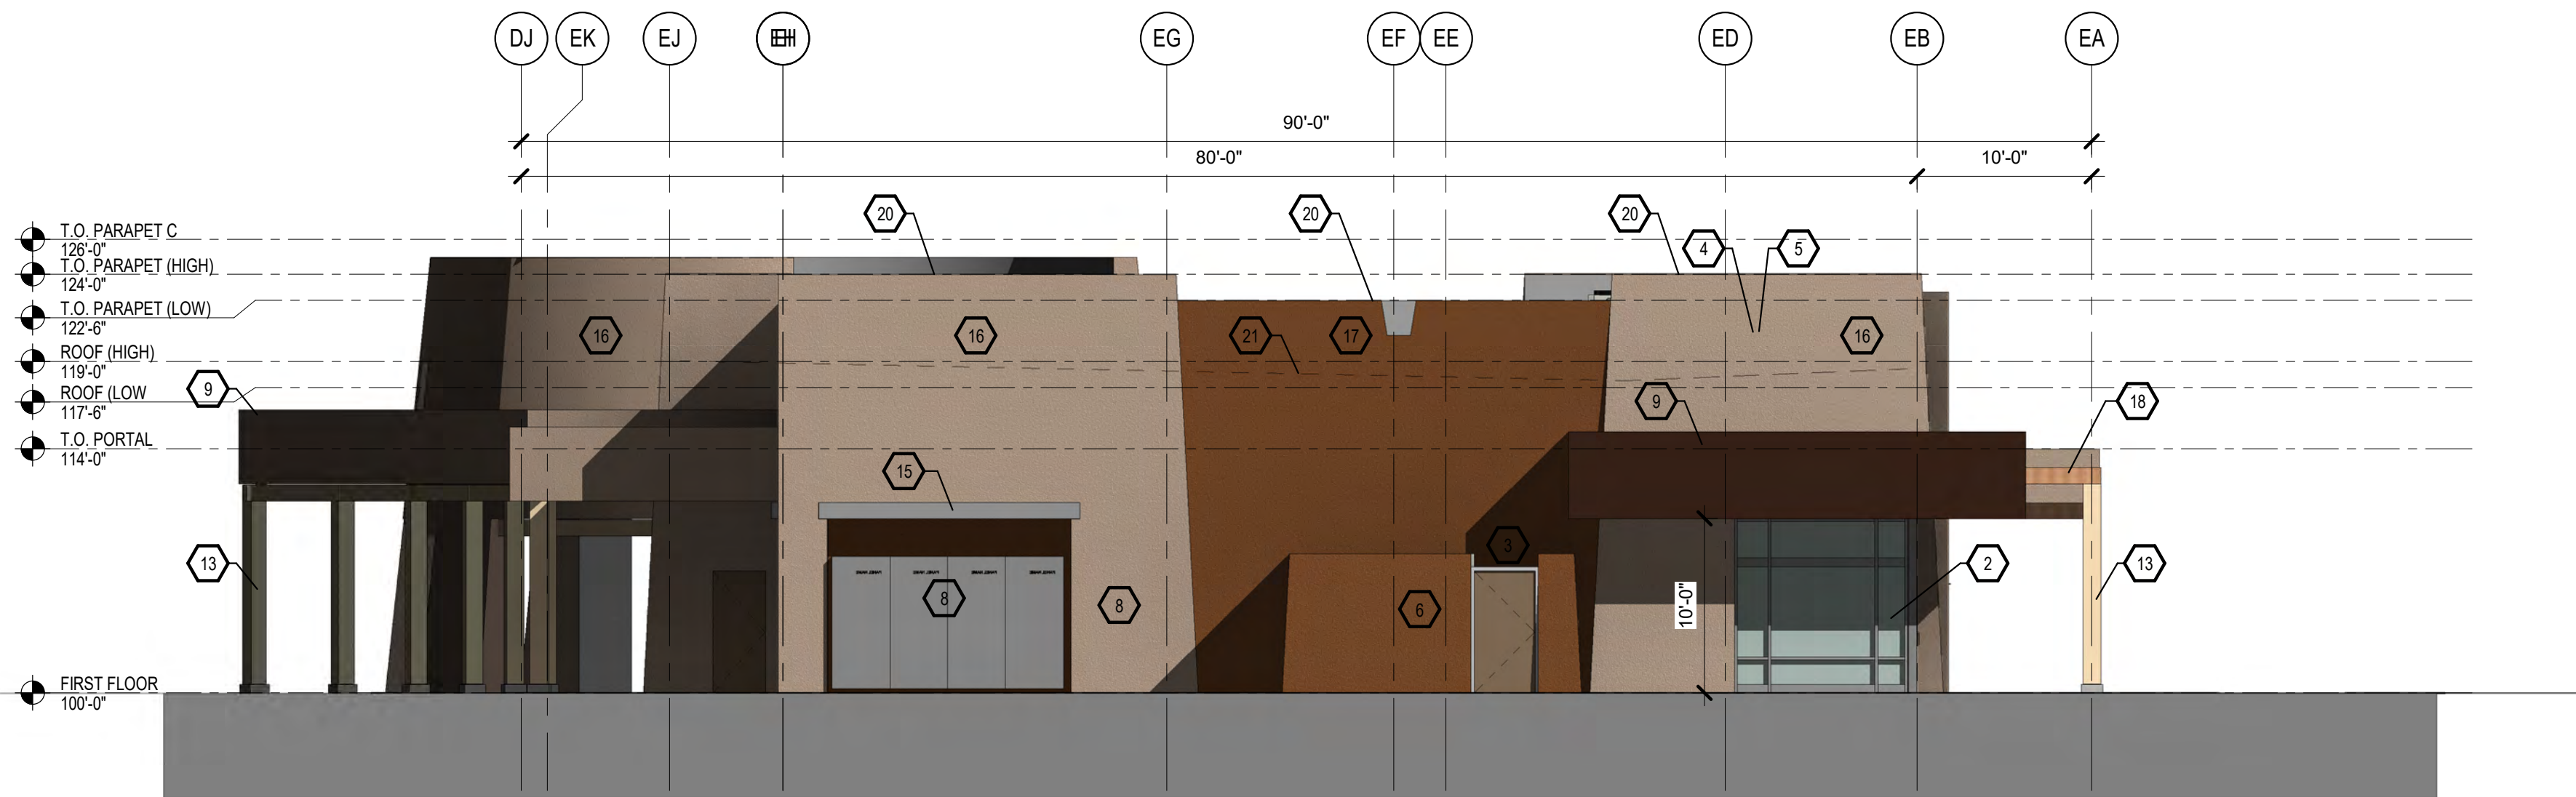 DJ
EK
EJ
EG
EF
EE
ED
EB
EA
90'-0"
80'-0"
10'-0"
20
20
20
4
5
T.O. PARAPET C
126'-0"
T.O. PARAPET (HIGH)
124'-0"
T.O. PARAPET (LOW)
122'-6"
16
16
21
17
16
ROOF (HIGH)
119'-0"
ROOF (LOW
117'-6"
9
9
18
T.O. PORTAL
114'-0"
15
13
3
2
13
8
8
6
10'-0"
FIRST FLOOR
100'-0"